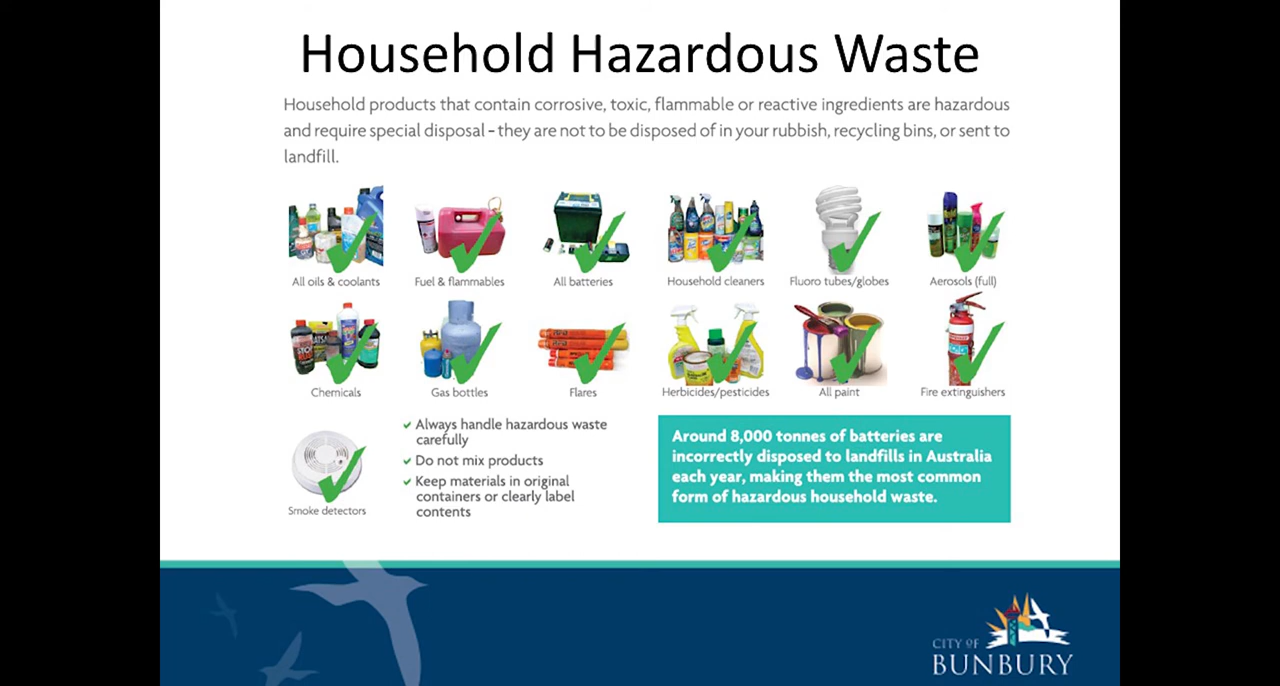 Household Hazardous Waste
Household products that contain corrosive, toxic, flammable or reactive ingredients are hazardous
and require special disposal – they are not to be disposed of in your rubbish, recycling bins, or sent to
landfill.
All oils & coolants
Fuel & flammables
All batteries
Household cleaners
Fluoro tubes/globes
Aerosols (full)
Chemicals
Gas bottles
Flares
Herbicides/pesticides
All paint
Fire extinguishers
Smoke detectors
Always handle hazardous waste
carefully
Do not mix products
Keep materials in original
containers or clearly label
contents
Around 8,000 tonnes of batteries are
incorrectly disposed to landfills in Australia
each year, making them the most common
form of hazardous household waste.
CITY OF
BUNBURY